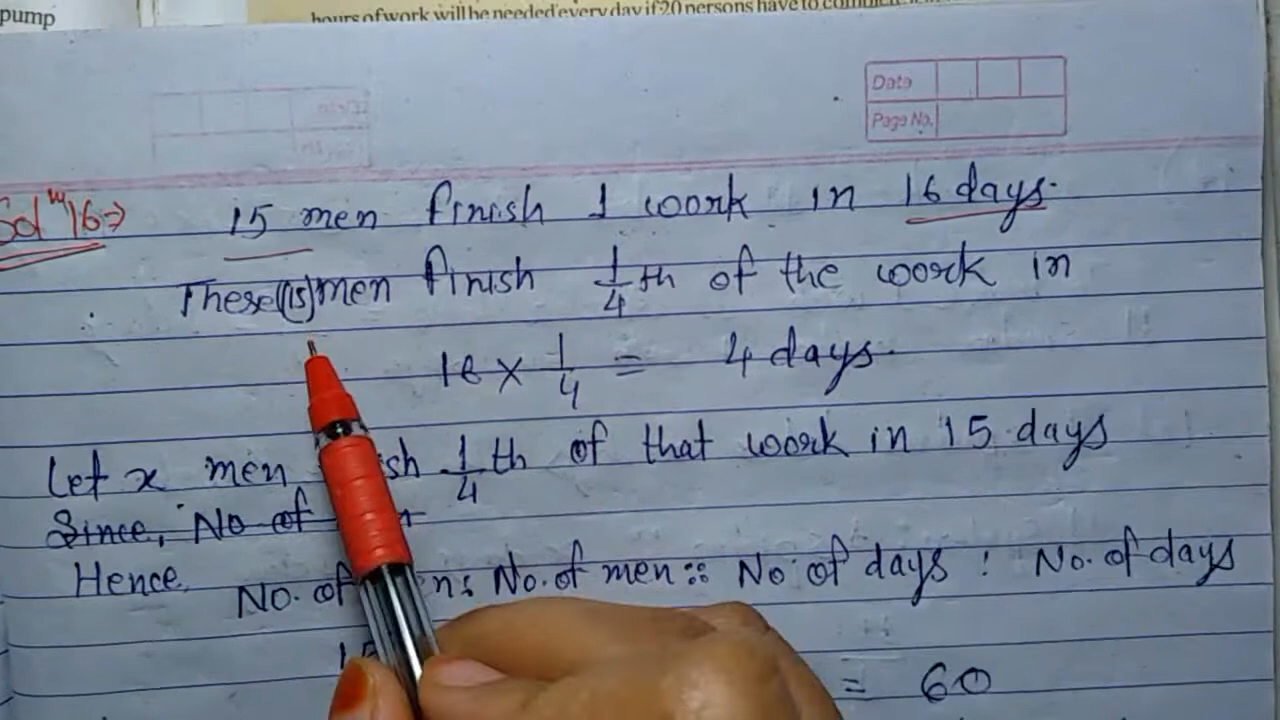 pump
hours of work will be needed every day if 20 persons have to
Data
Page No.
Sol^n 16⇒ 15 men finish 1 work in 16 days.
These (15) men finish 1/4 th of the work in
16 × 1/4 = 4 days.
Let x men 1/4 th of that work in 15 days
Since, No of
Hence No. of No. of men :: No. of days : No. of days
= 60